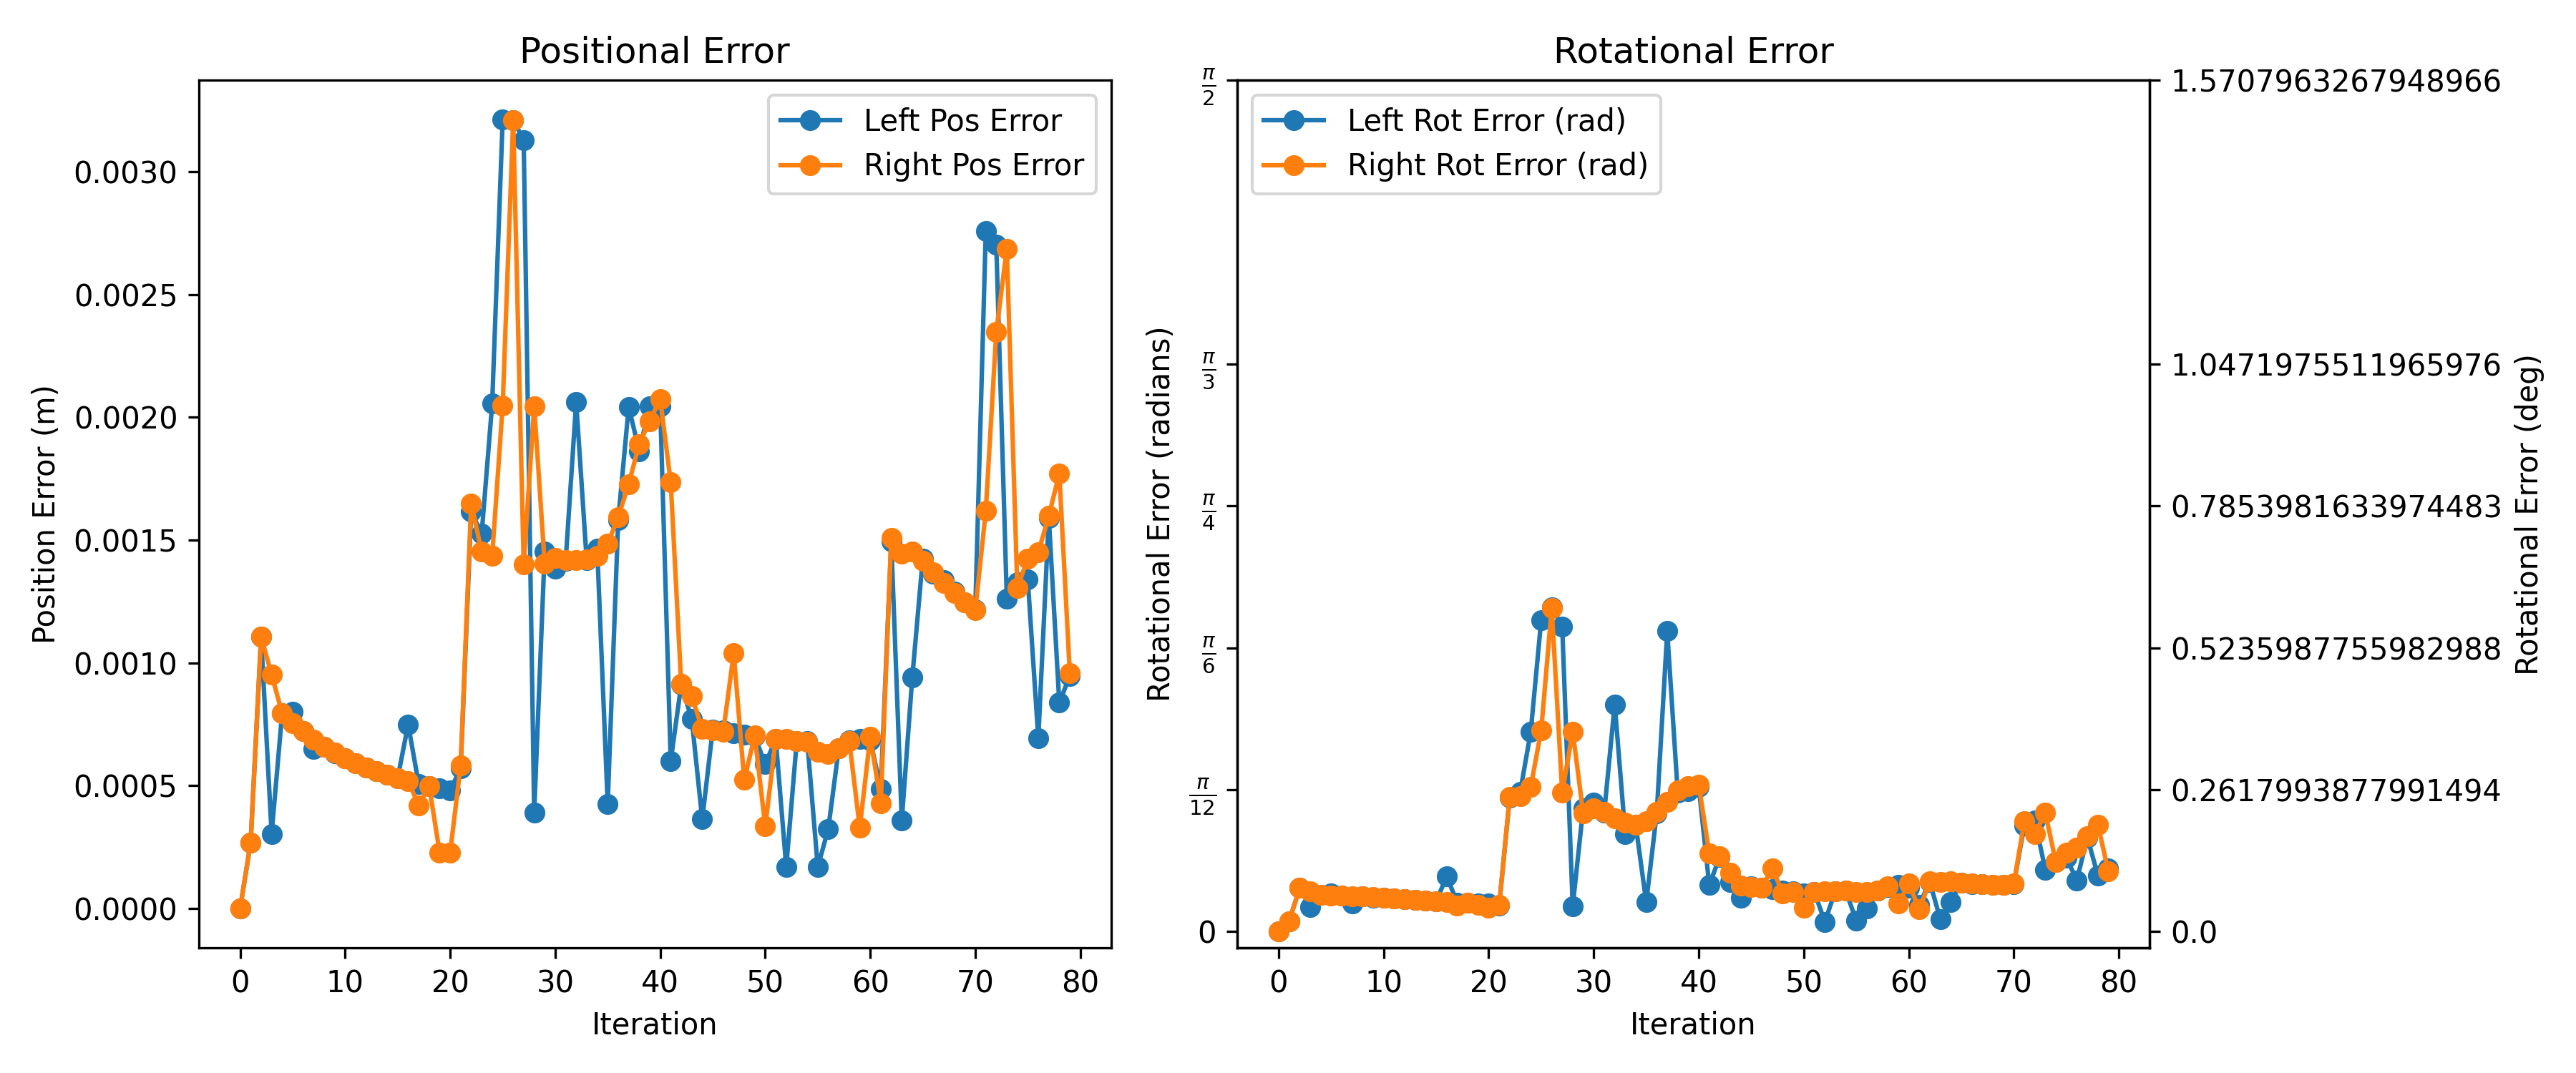 Positional Error
Left Pos Error
Right Pos Error
Position Error (m)
0.0030
0.0025
0.0020
0.0015
0.0010
0.0005
0.0000
0 10 20 30 40 50 60 70 80
Iteration
Rotational Error
Left Rot Error (rad)
Right Rot Error (rad)
Rotational Error (radians)
π/2
π/3
π/4
π/6
π/12
0
0 10 20 30 40 50 60 70 80
Iteration
1.5707963267948966
1.0471975511965976
0.7853981633974483
0.5235987755982988
0.2617993877991494
0.0
Rotational Error (deg)